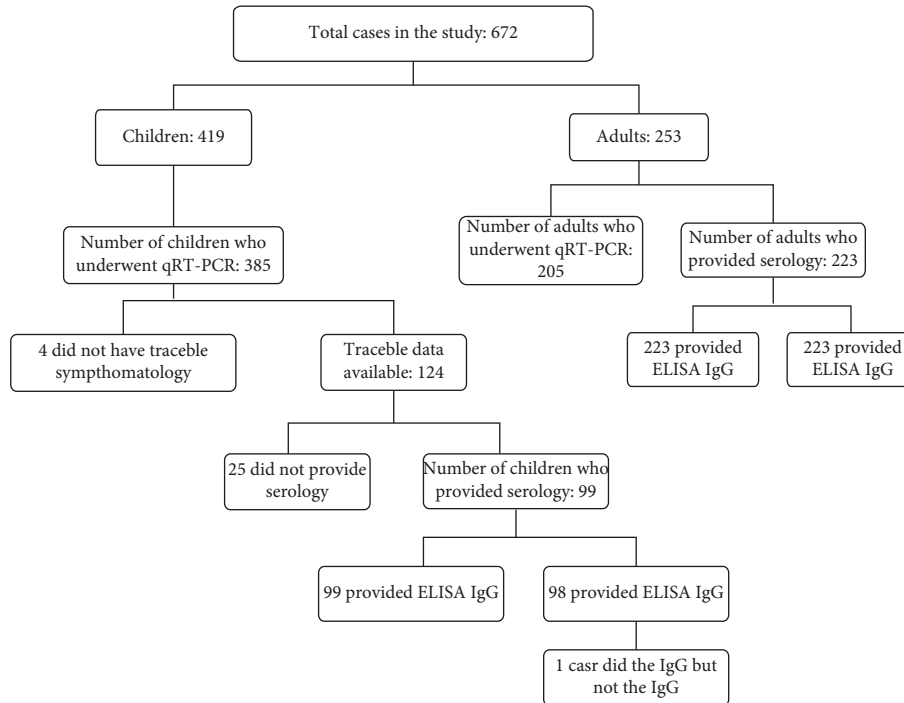 Total cases in the study: 672
Children: 419
Adults: 253
Number of children who
underwent qRT-PCR: 385
Number of adults who
underwent qRT-PCR:
205
Number of adults who
provided serology: 223
4 did not have traceble
sympthomatology
Traceble data
available: 124
223 provided
ELISA IgG
223 provided
ELISA IgG
25 did not provide
serology
Number of children who
provided serology: 99
99 provided ELISA IgG
98 provided ELISA IgG
1 casr did the IgG but
not the IgG